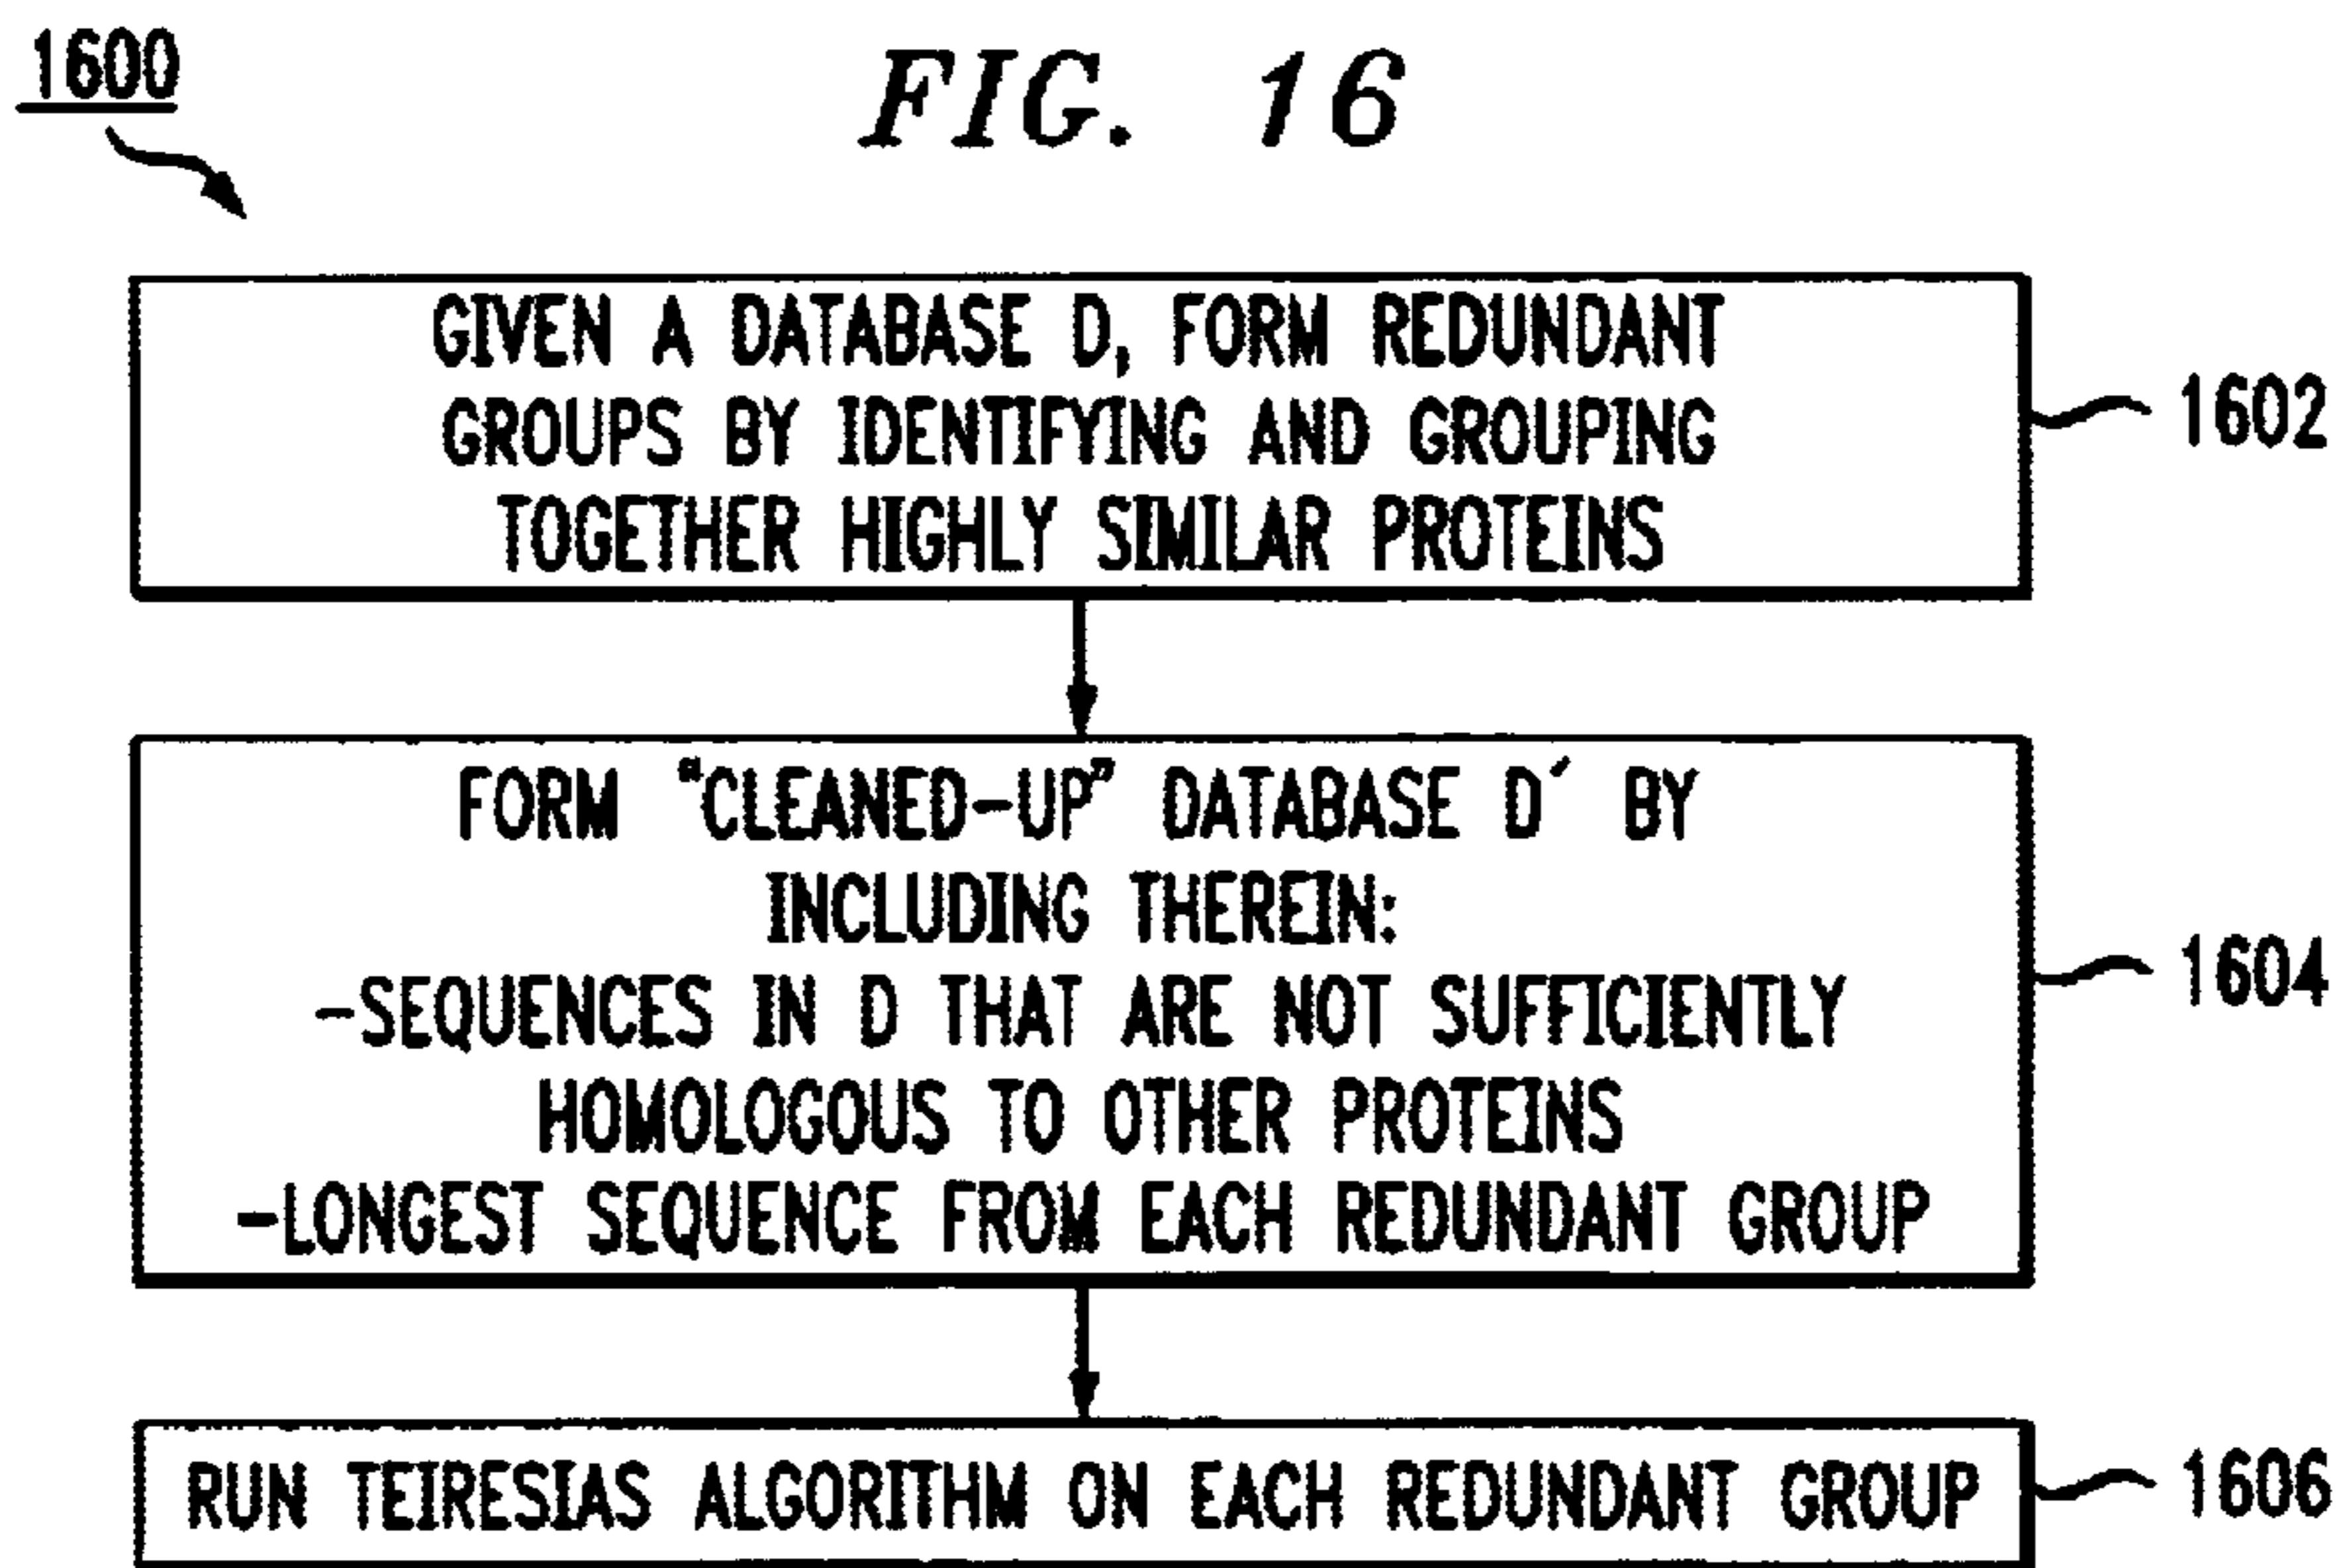 1600
FIG. 16
GIVEN A DATABASE D, FORM REDUNDANT
GROUPS BY IDENTIFYING AND GROUPING
TOGETHER HIGHLY SIMILAR PROTEINS
1602
FORM "CLEANED-UP" DATABASE D´ BY
INCLUDING THEREIN:
-SEQUENCES IN D THAT ARE NOT SUFFICIENTLY
HOMOLOGOUS TO OTHER PROTEINS
-LONGEST SEQUENCE FROM EACH REDUNDANT GROUP
1604
RUN TEIRESIAS ALGORITHM ON EACH REDUNDANT GROUP
1606